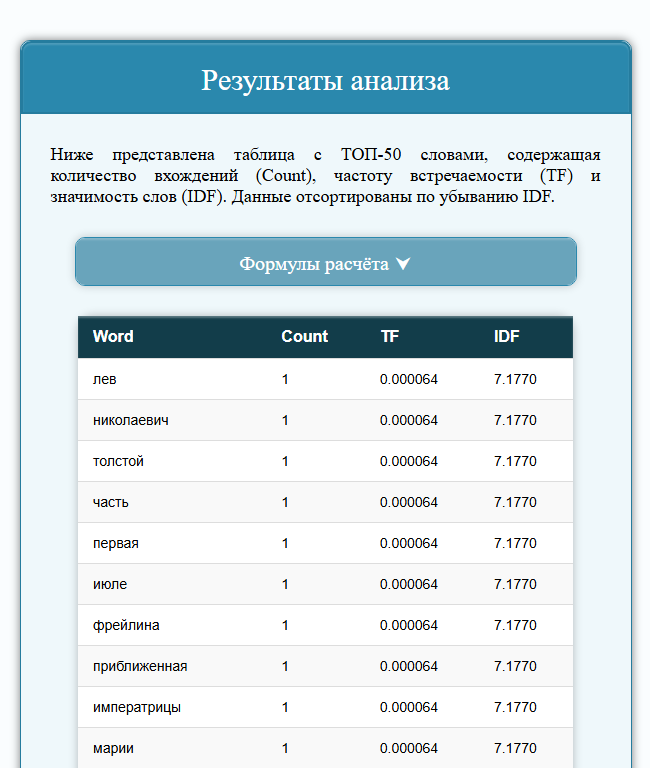 Результаты анализа
Ниже представлена таблица с ТОП-50 словами, содержащая
количество вхождений (Count), частоту встречаемости (TF) и
значимость слов (IDF). Данные отсортированы по убыванию IDF.
Формулы расчёта ⮟
Word Count TF IDF
лев 1 0.000064 7.1770
николаевич 1 0.000064 7.1770
толстой 1 0.000064 7.1770
часть 1 0.000064 7.1770
первая 1 0.000064 7.1770
июле 1 0.000064 7.1770
фрейлина 1 0.000064 7.1770
приближенная 1 0.000064 7.1770
императрицы 1 0.000064 7.1770
марии 1 0.000064 7.1770